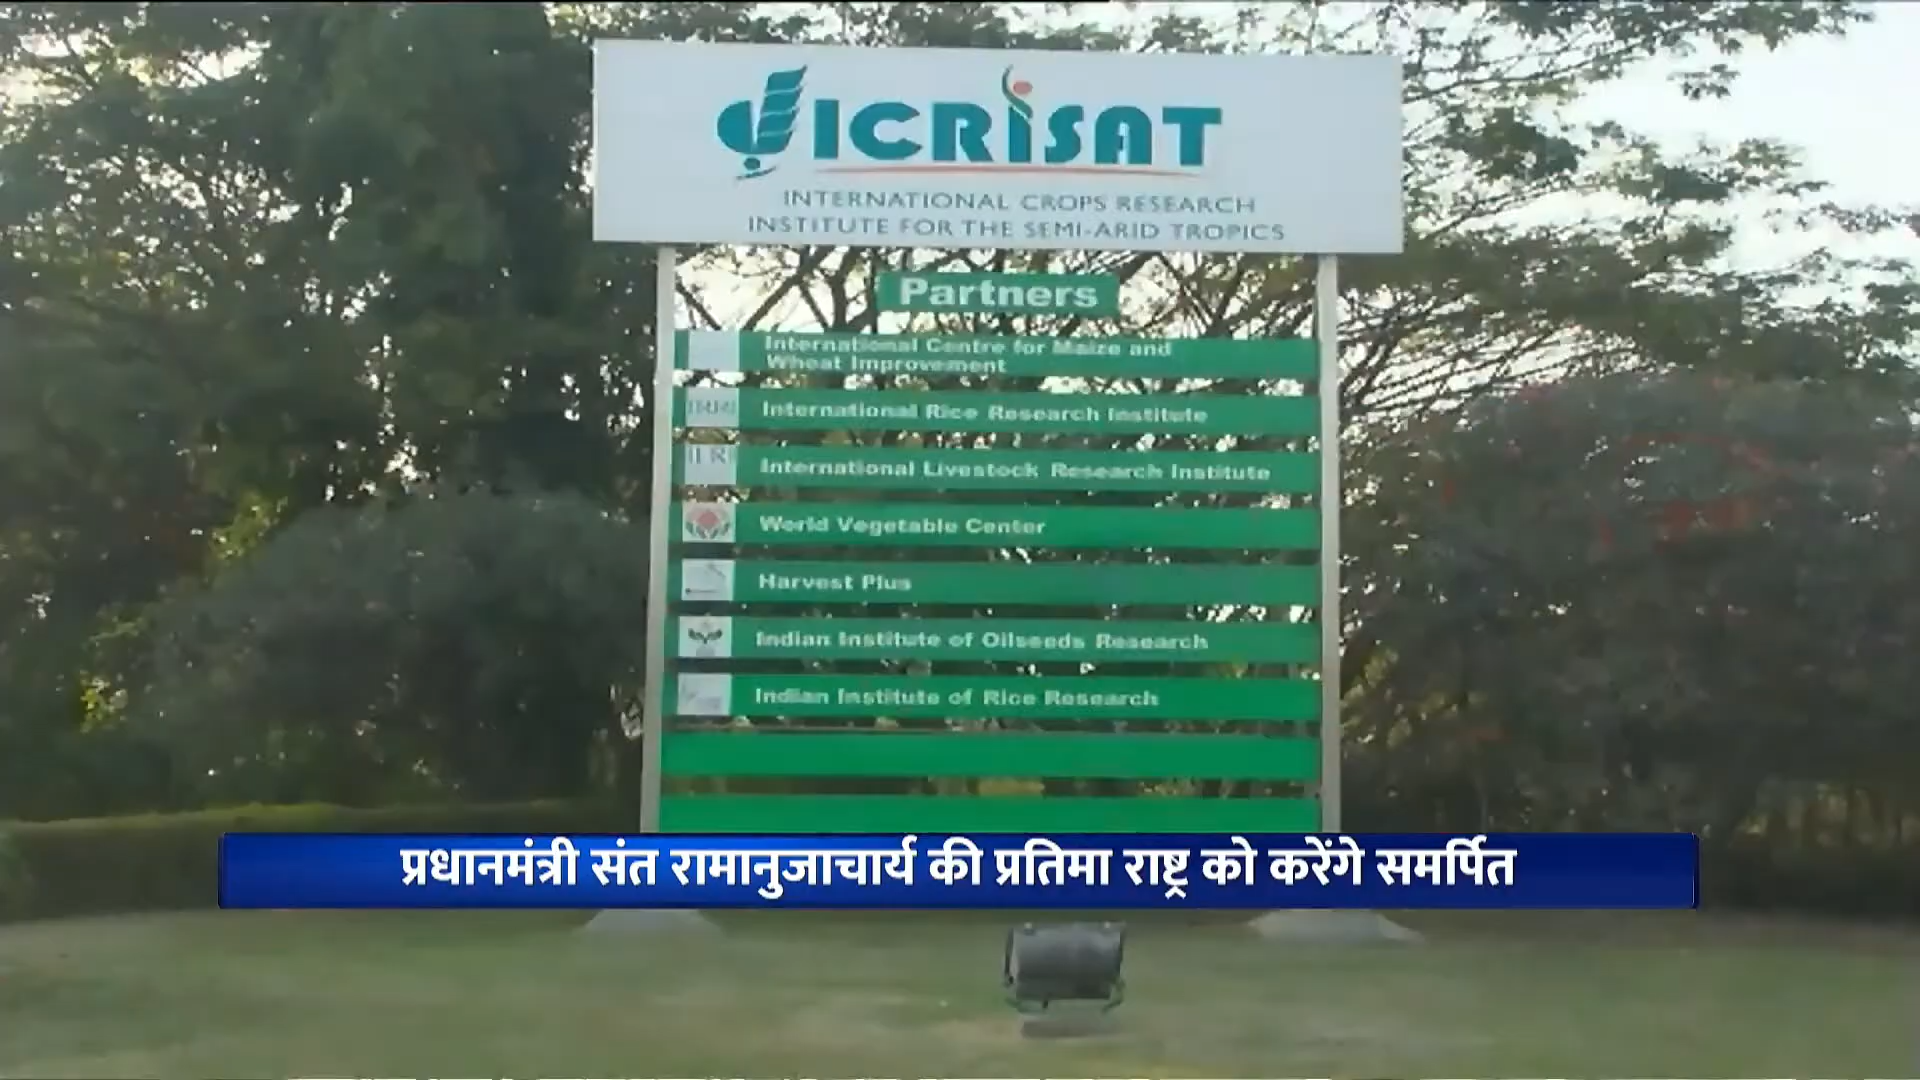 ICRISAT
INTERNATIONAL CROPS RESEARCH
INSTITUTE FOR THE SEMI-ARID TROPICS
Partners
International Centre for Maize and
Wheat Improvement
IRRI
International Rice Research Institute
ILRI
International Livestock Research Institute
World Vegetable Center
Harvest Plus
Indian Institute of Oilseeds Research
Indian Institute of Rice Research
प्रधानमंत्री संत रामानुजाचार्य की प्रतिमा राष्ट्र को करेंगे समर्पित